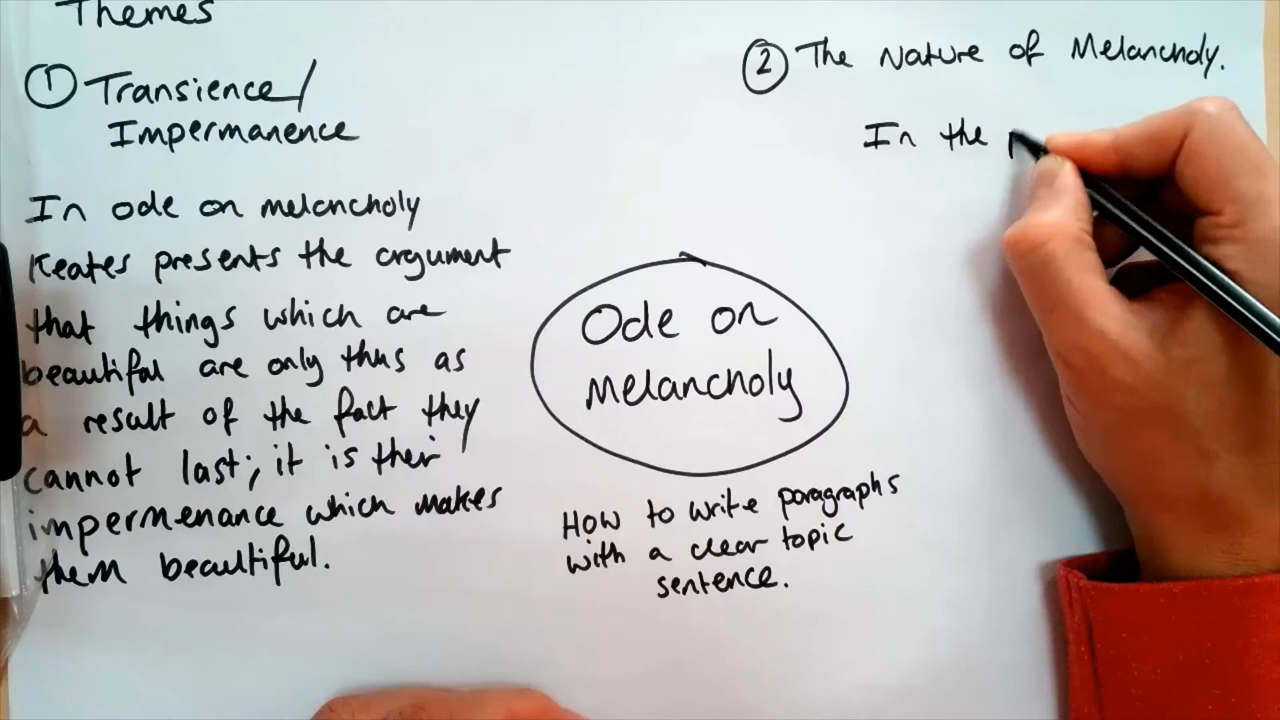 Themes
① Transience/
Impermanence
In ode on melancholy
Keates presents the argument
that things which are
beautiful are only thus as
a result of the fact they
cannot last; it is their
impermenance which makes
them beautiful.
Ode on
melancholy
How to write paragraphs
with a clear topic
sentence.
② The Nature of Melancholy.
In the